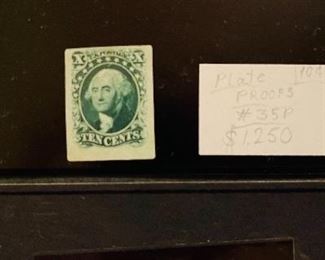 X X
TEN CENTS
Plate
PROOFS
#35P
$1,250